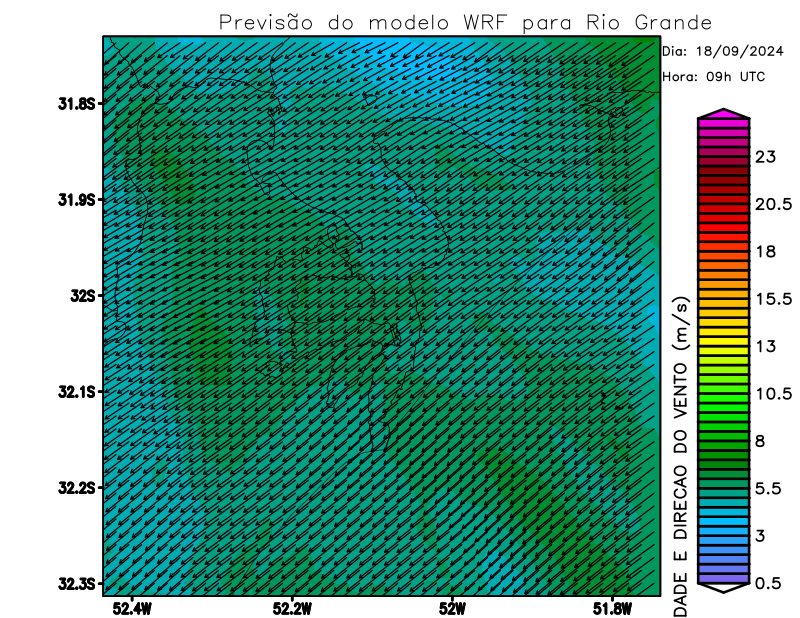 Previsão do modelo WRF para Rio Grande
Dia: 18/09/2024
Hora: 09h UTC
31.8S
31.9S
32S
32.1S
32.2S
32.3S
52.4W
52.2W
52W
51.8W
23
20.5
18
15.5
13
10.5
8
5.5
3
0.5
DADE E DIRECAO DO VENTO (m/s)